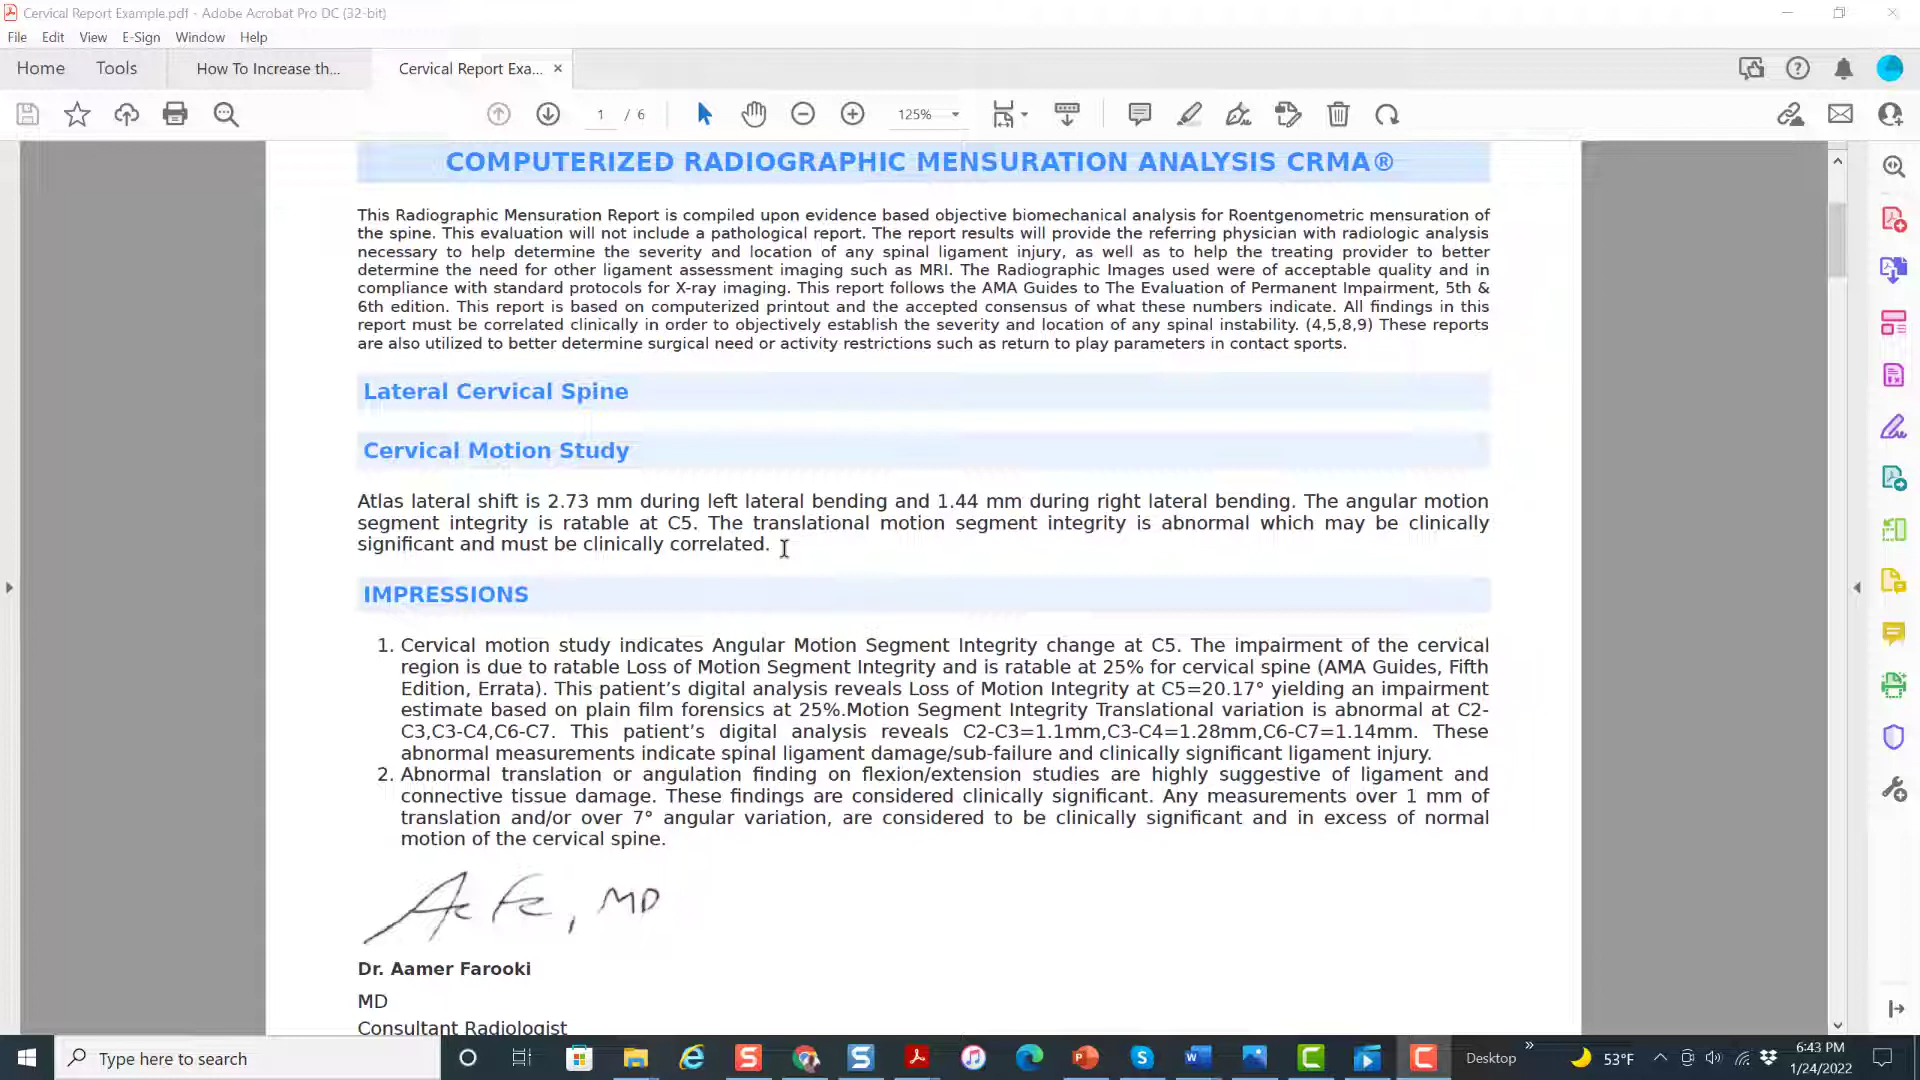 Cervical Report Example.pdf - Adobe Acrobat Pro DC (32-bit)
File Edit View E-Sign Window Help
Home Tools How To Increase th... Cervical Report Exa... ×
1 / 6 125%
COMPUTERIZED RADIOGRAPHIC MENSURATION ANALYSIS CRMA®
This Radiographic Mensuration Report is compiled upon evidence based objective biomechanical analysis for Roentgenometric mensuration of
the spine. This evaluation will not include a pathological report. The report results will provide the referring physician with radiologic analysis
necessary to help determine the severity and location of any spinal ligament injury, as well as to help the treating provider to better
determine the need for other ligament assessment imaging such as MRI. The Radiographic Images used were of acceptable quality and in
compliance with standard protocols for X-ray imaging. This report follows the AMA Guides to The Evaluation of Permanent Impairment, 5th &
6th edition. This report is based on computerized printout and the accepted consensus of what these numbers indicate. All findings in this
report must be correlated clinically in order to objectively establish the severity and location of any spinal instability. (4,5,8,9) These reports
are also utilized to better determine surgical need or activity restrictions such as return to play parameters in contact sports.
Lateral Cervical Spine
Cervical Motion Study
Atlas lateral shift is 2.73 mm during left lateral bending and 1.44 mm during right lateral bending. The angular motion
segment integrity is ratable at C5. The translational motion segment integrity is abnormal which may be clinically
significant and must be clinically correlated.
IMPRESSIONS
1. Cervical motion study indicates Angular Motion Segment Integrity change at C5. The impairment of the cervical
region is due to ratable Loss of Motion Segment Integrity and is ratable at 25% for cervical spine (AMA Guides, Fifth
Edition, Errata). This patient's digital analysis reveals Loss of Motion Integrity at C5=20.17° yielding an impairment
estimate based on plain film forensics at 25%.Motion Segment Integrity Translational variation is abnormal at C2-
C3,C3-C4,C6-C7. This patient's digital analysis reveals C2-C3=1.1mm,C3-C4=1.28mm,C6-C7=1.14mm. These
abnormal measurements indicate spinal ligament damage/sub-failure and clinically significant ligament injury.
2. Abnormal translation or angulation finding on flexion/extension studies are highly suggestive of ligament and
connective tissue damage. These findings are considered clinically significant. Any measurements over 1 mm of
translation and/or over 7° angular variation, are considered to be clinically significant and in excess of normal
motion of the cervical spine.
, MD
Dr. Aamer Farooki
MD
Consultant Radiologist
Type here to search
Desktop » 53°F 6:43 PM
1/24/2022